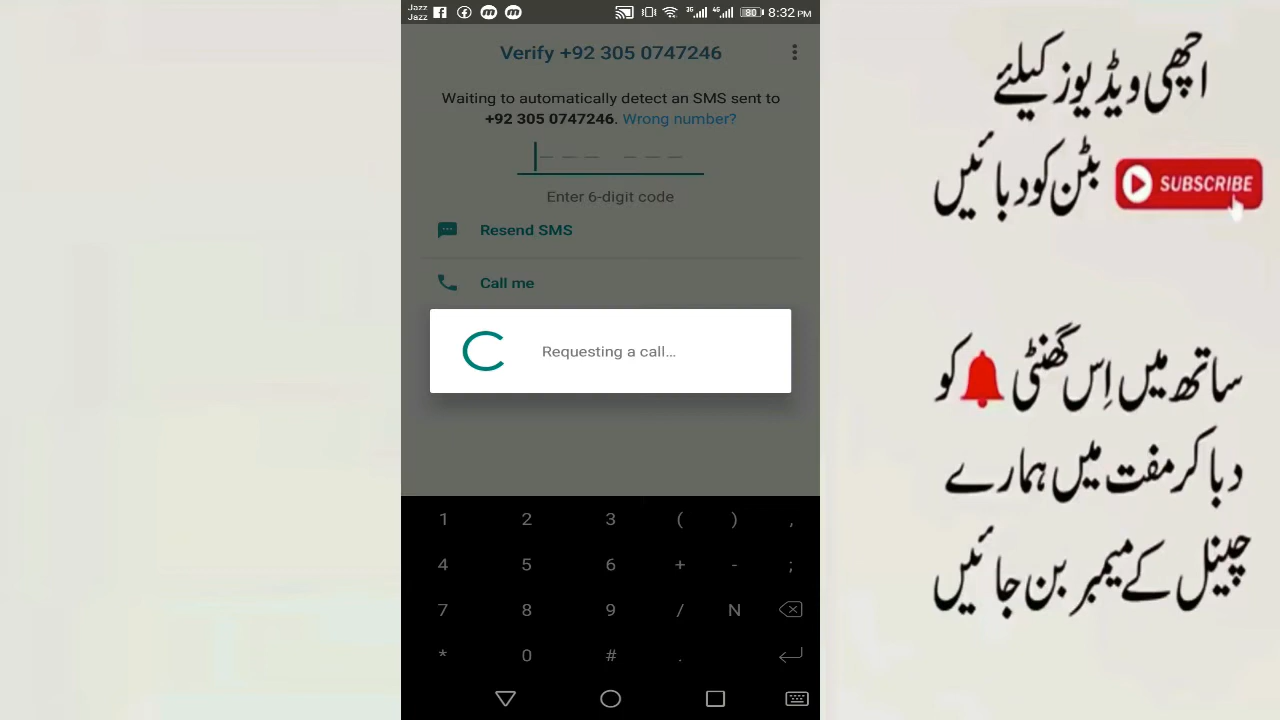 Jazz
Jazz
80
8:32 PM
Verify +92 305 0747246
Waiting to automatically detect an SMS sent to
+92 305 0747246. Wrong number?
Enter 6-digit code
Resend SMS
Call me
Requesting a call...
1 2 3 ( ) ,
4 5 6 + - ;
7 8 9 / N
* 0 # .
اچھی ویڈیوز کیلئے
بٹن کو دبائیں SUBSCRIBE
ساتھ میں اِس گھنٹی کو
دبا کر مفت میں ہمارے
چینل کے میمبر بن جائیں